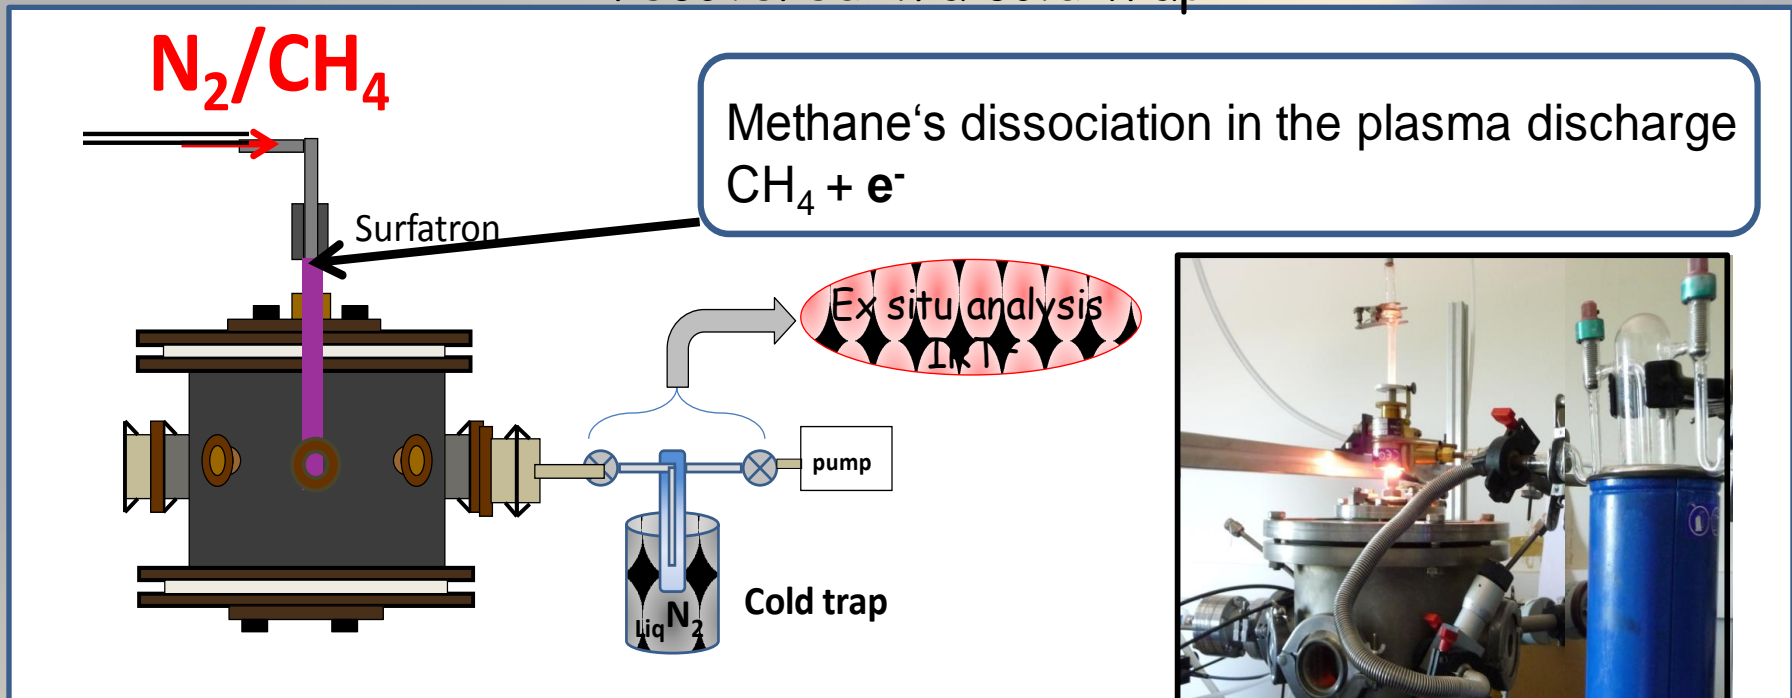 N₂/CH₄
Methane‘s dissociation in the plasma discharge
CH₄ + e⁻
Surfatron
Ex situ analysis
pump
Liq N₂
Cold trap